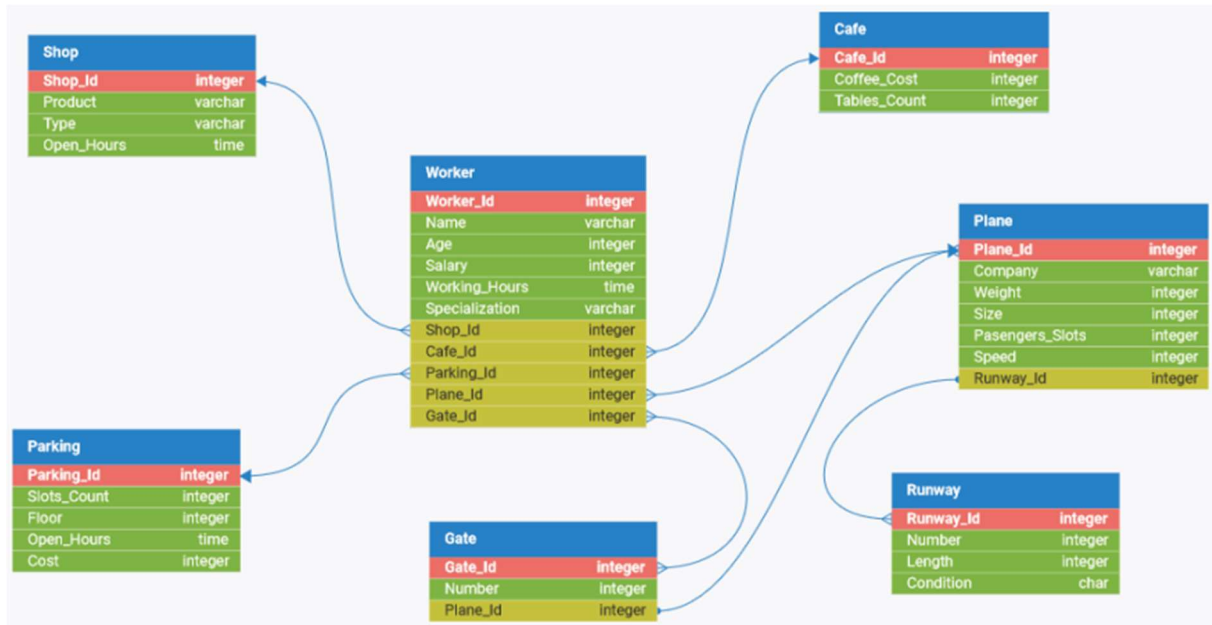 Shop
Shop_Id integer
Product varchar
Type varchar
Open_Hours time
Cafe
Cafe_Id integer
Coffee_Cost integer
Tables_Count integer
Worker
Worker_Id integer
Name varchar
Age integer
Salary integer
Working_Hours time
Specialization varchar
Shop_Id integer
Cafe_Id integer
Parking_Id integer
Plane_Id integer
Gate_Id integer
Plane
Plane_Id integer
Company varchar
Weight integer
Size integer
Pasengers_Slots integer
Speed integer
Runway_Id integer
Parking
Parking_Id integer
Slots_Count integer
Floor integer
Open_Hours time
Cost integer
Gate
Gate_Id integer
Number integer
Plane_Id integer
Runway
Runway_Id integer
Number integer
Length integer
Condition char